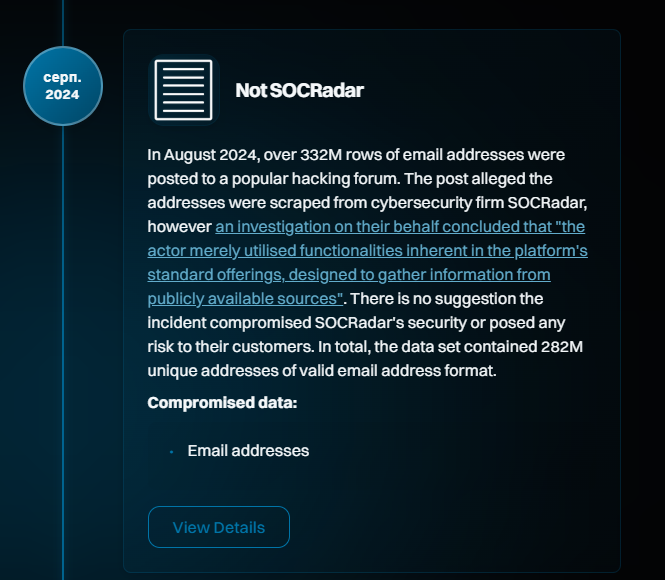 серп.
2024
Not SOCRadar
In August 2024, over 332M rows of email addresses were
posted to a popular hacking forum. The post alleged the
addresses were scraped from cybersecurity firm SOCRadar,
however an investigation on their behalf concluded that "the
actor merely utilised functionalities inherent in the platform's
standard offerings, designed to gather information from
publicly available sources". There is no suggestion the
incident compromised SOCRadar's security or posed any
risk to their customers. In total, the data set contained 282M
unique addresses of valid email address format.
Compromised data:
Email addresses
View Details